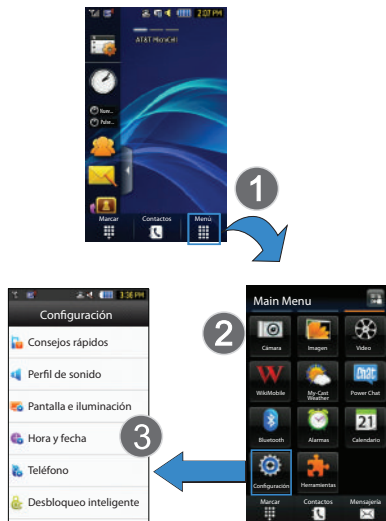 2:07 PM
AT&T MicroCell
Marcar
Contactos
Menú
1
2
3
3:36 PM
Configuración
Consejos rápidos
Perfil de sonido
Pantalla e iluminación
Hora y fecha
Teléfono
Desbloqueo inteligente
Main Menu
Cámara
Imagen
Video
W
chat
WikiMobile
My-Cast
Weather
Power Chat
21
Bluetooth
Alarmas
Calendario
Configuración
Herramientas
Marcar
Contactos
Mensajería